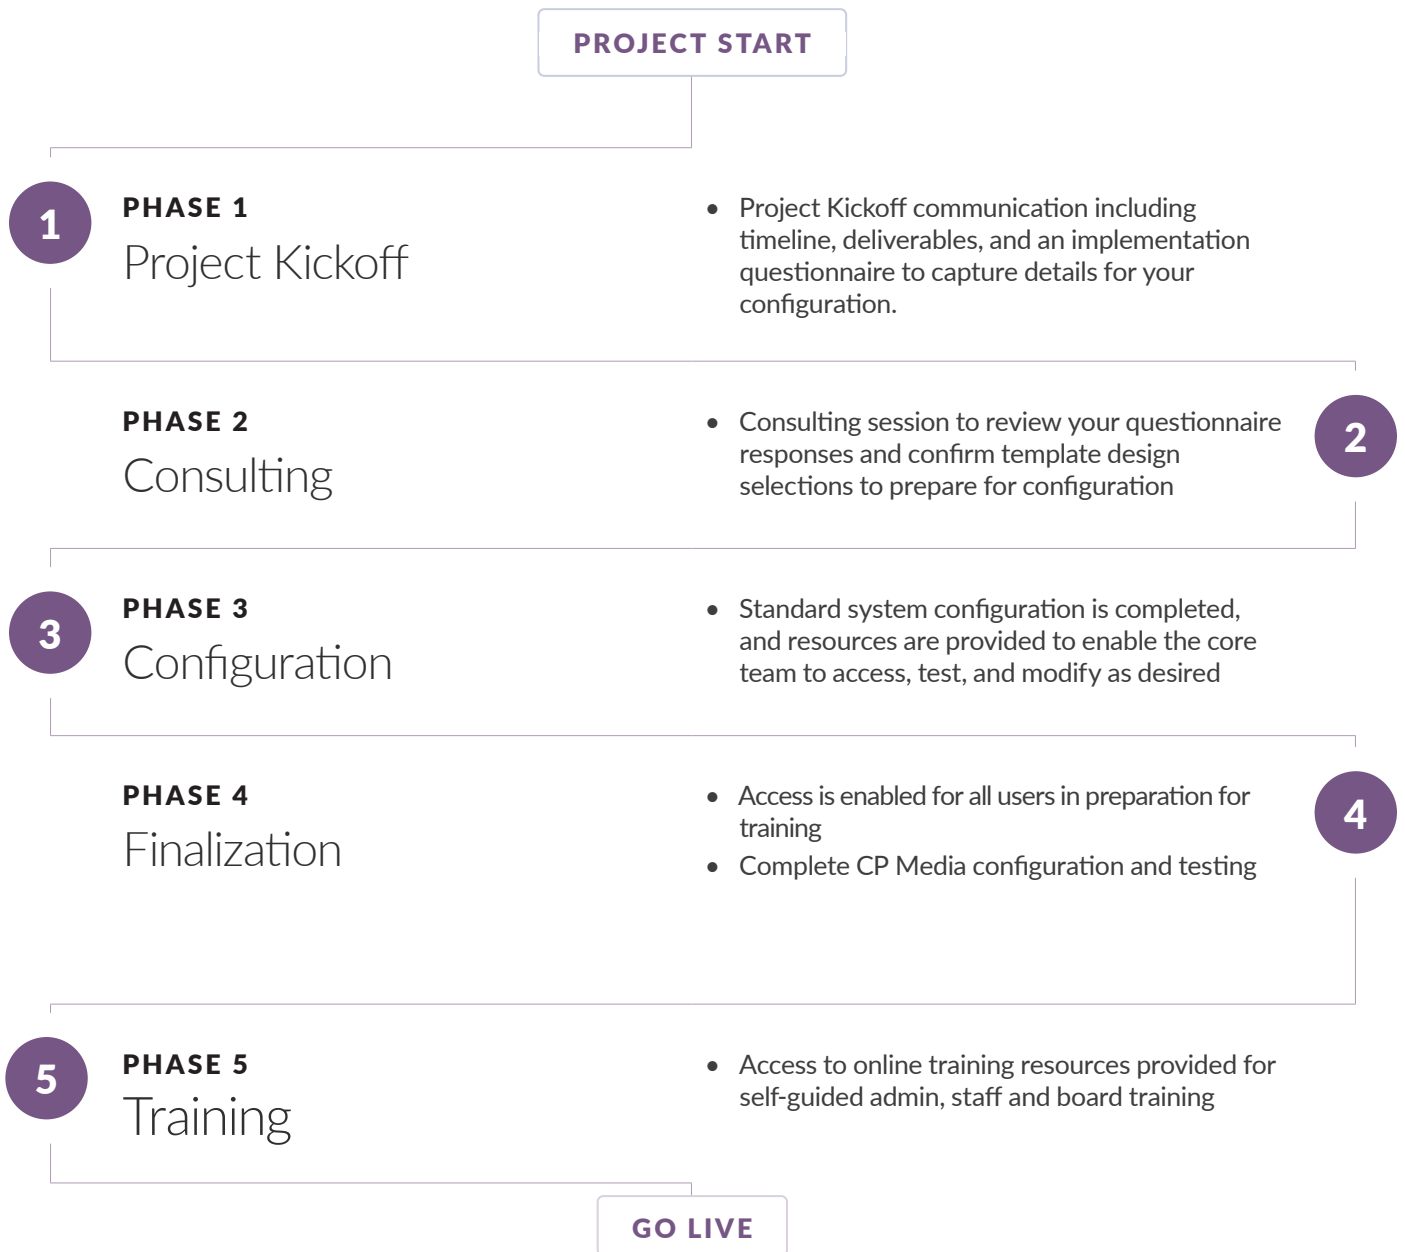 PROJECT START
1
PHASE 1
Project Kickoff
• Project Kickoff communication including
timeline, deliverables, and an implementation
questionnaire to capture details for your
configuration.
PHASE 2
Consulting
• Consulting session to review your questionnaire
responses and confirm template design
selections to prepare for configuration
2
3
PHASE 3
Configuration
• Standard system configuration is completed,
and resources are provided to enable the core
team to access, test, and modify as desired
PHASE 4
Finalization
• Access is enabled for all users in preparation for
training
• Complete CP Media configuration and testing
4
5
PHASE 5
Training
• Access to online training resources provided for
self-guided admin, staff and board training
GO LIVE